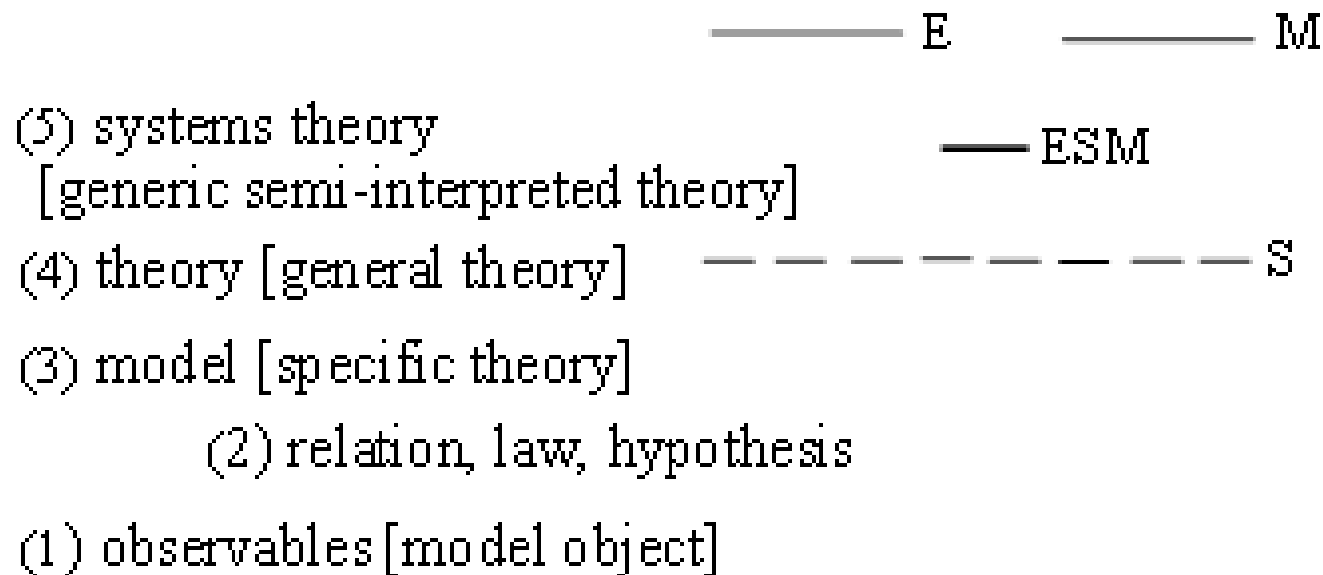 E M
(5) systems theory
ESM
[generic semi-interpreted theory]
(4) theory [general theory]
S
(3) model [specific theory]
(2) relation, law, hypothesis
(1) observables [model object]